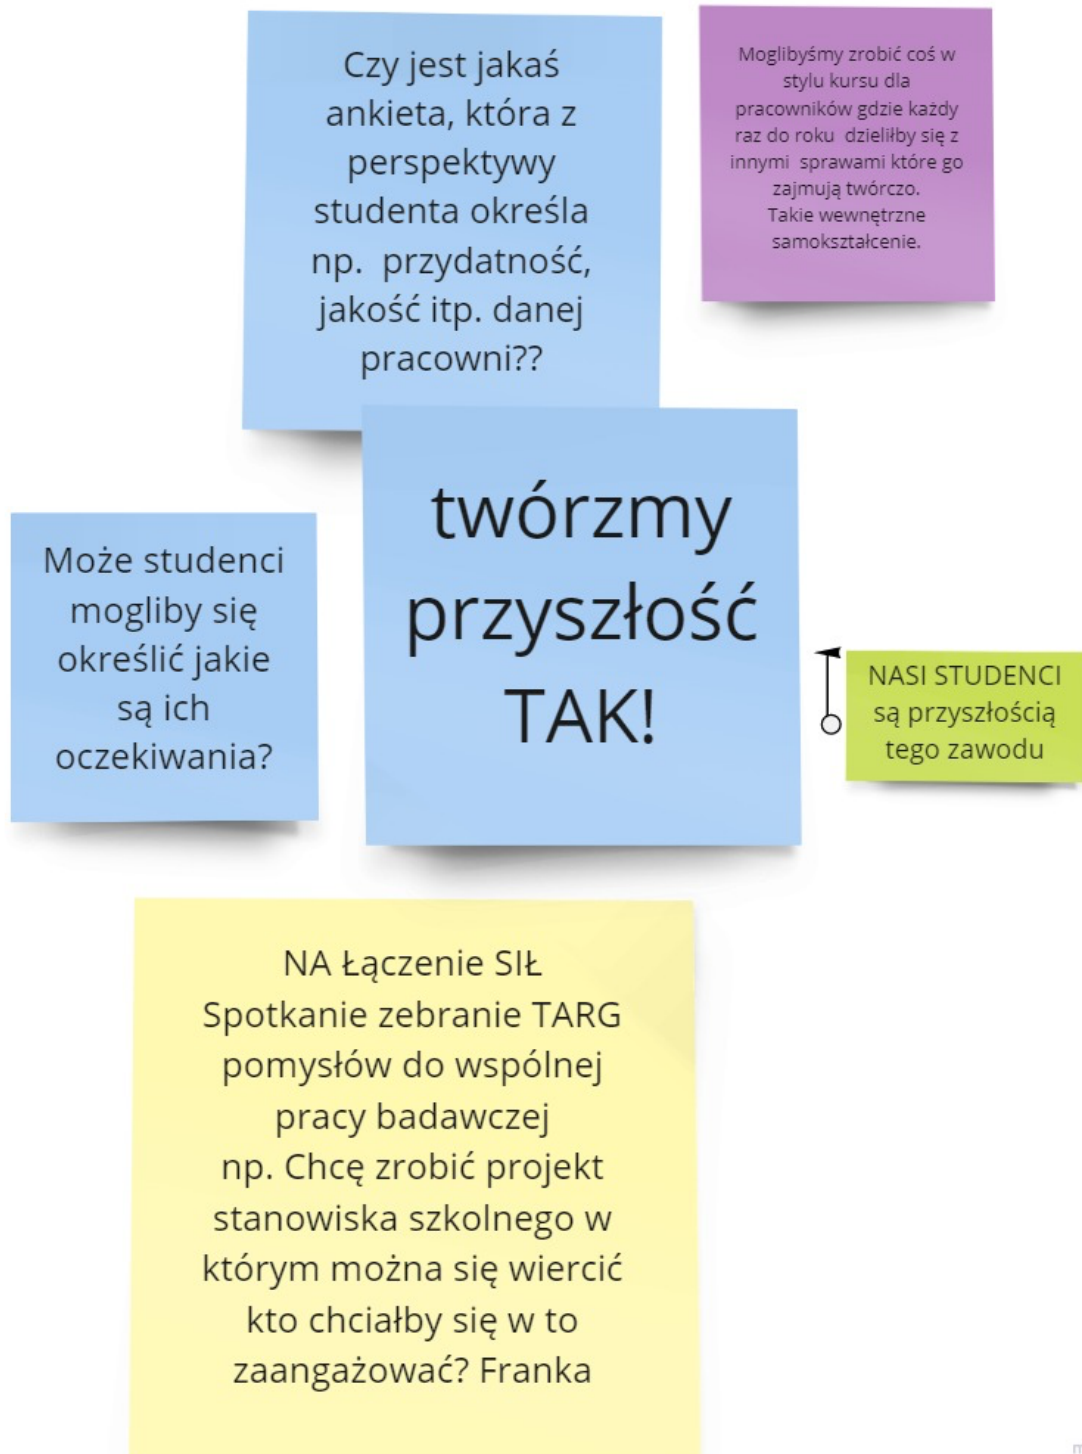 Czy jest jakaś
ankieta, która z
perspektywy
studenta określa
np. przydatność,
jakość itp. danej
pracowni??
Moglibyśmy zrobić coś w
stylu kursu dla
pracowników gdzie każdy
raz do roku dzieliłby się z
innymi sprawami które go
zajmują twórczo.
Takie wewnętrzne
samokształcenie.
twórzmy
przyszłość
TAK!
Może studenci
mogliby się
określić jakie
są ich
oczekiwania?
NASI STUDENCI
są przyszłością
tego zawodu
NA Łączenie SIŁ
Spotkanie zebranie TARG
pomysłów do wspólnej
pracy badawczej
np. Chcę zrobić projekt
stanowiska szkolnego w
którym można się wiercić
kto chciałby się w to
zaangażować? Franka